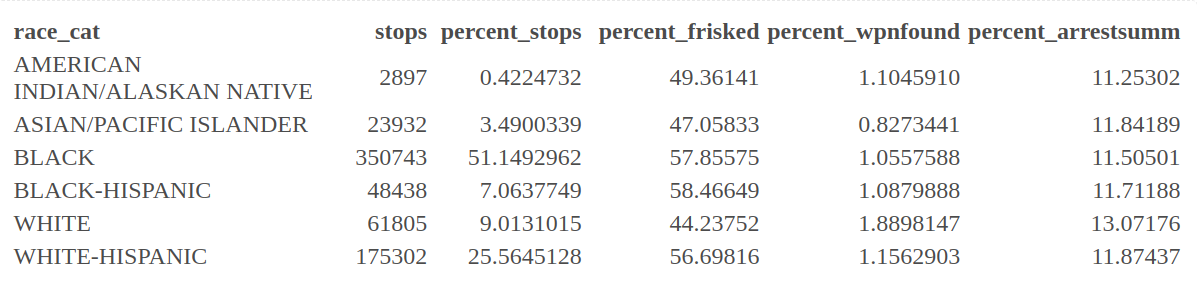 race_cat stops percent_stops percent_frisked percent_wpnfound percent_arrestsumm
AMERICAN
INDIAN/ALASKAN NATIVE 2897 0.4224732 49.36141 1.1045910 11.25302
ASIAN/PACIFIC ISLANDER 23932 3.4900339 47.05833 0.8273441 11.84189
BLACK 350743 51.1492962 57.85575 1.0557588 11.50501
BLACK-HISPANIC 48438 7.0637749 58.46649 1.0879888 11.71188
WHITE 61805 9.0131015 44.23752 1.8898147 13.07176
WHITE-HISPANIC 175302 25.5645128 56.69816 1.1562903 11.87437